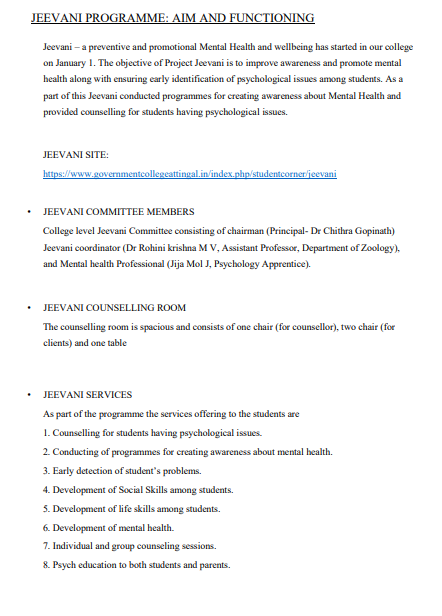 JEEVANI PROGRAMME: AIM AND FUNCTIONING
Jeevani – a preventive and promotional Mental Health and wellbeing has started in our college
on January 1. The objective of Project Jeevani is to improve awareness and promote mental
health along with ensuring early identification of psychological issues among students. As a
part of this Jeevani conducted programmes for creating awareness about Mental Health and
provided counselling for students having psychological issues.
JEEVANI SITE:
https://www.governmentcollegeattingal.in/index.php/studentcorner/jeevani
• JEEVANI COMMITTEE MEMBERS
College level Jeevani Committee consisting of chairman (Principal- Dr Chithra Gopinath)
Jeevani coordinator (Dr Rohini krishna M V, Assistant Professor, Department of Zoology),
and Mental health Professional (Jija Mol J, Psychology Apprentice).
• JEEVANI COUNSELLING ROOM
The counselling room is spacious and consists of one chair (for counsellor), two chair (for
clients) and one table
• JEEVANI SERVICES
As part of the programme the services offering to the students are
1. Counselling for students having psychological issues.
2. Conducting of programmes for creating awareness about mental health.
3. Early detection of student's problems.
4. Development of Social Skills among students.
5. Development of life skills among students.
6. Development of mental health.
7. Individual and group counseling sessions.
8. Psych education to both students and parents.